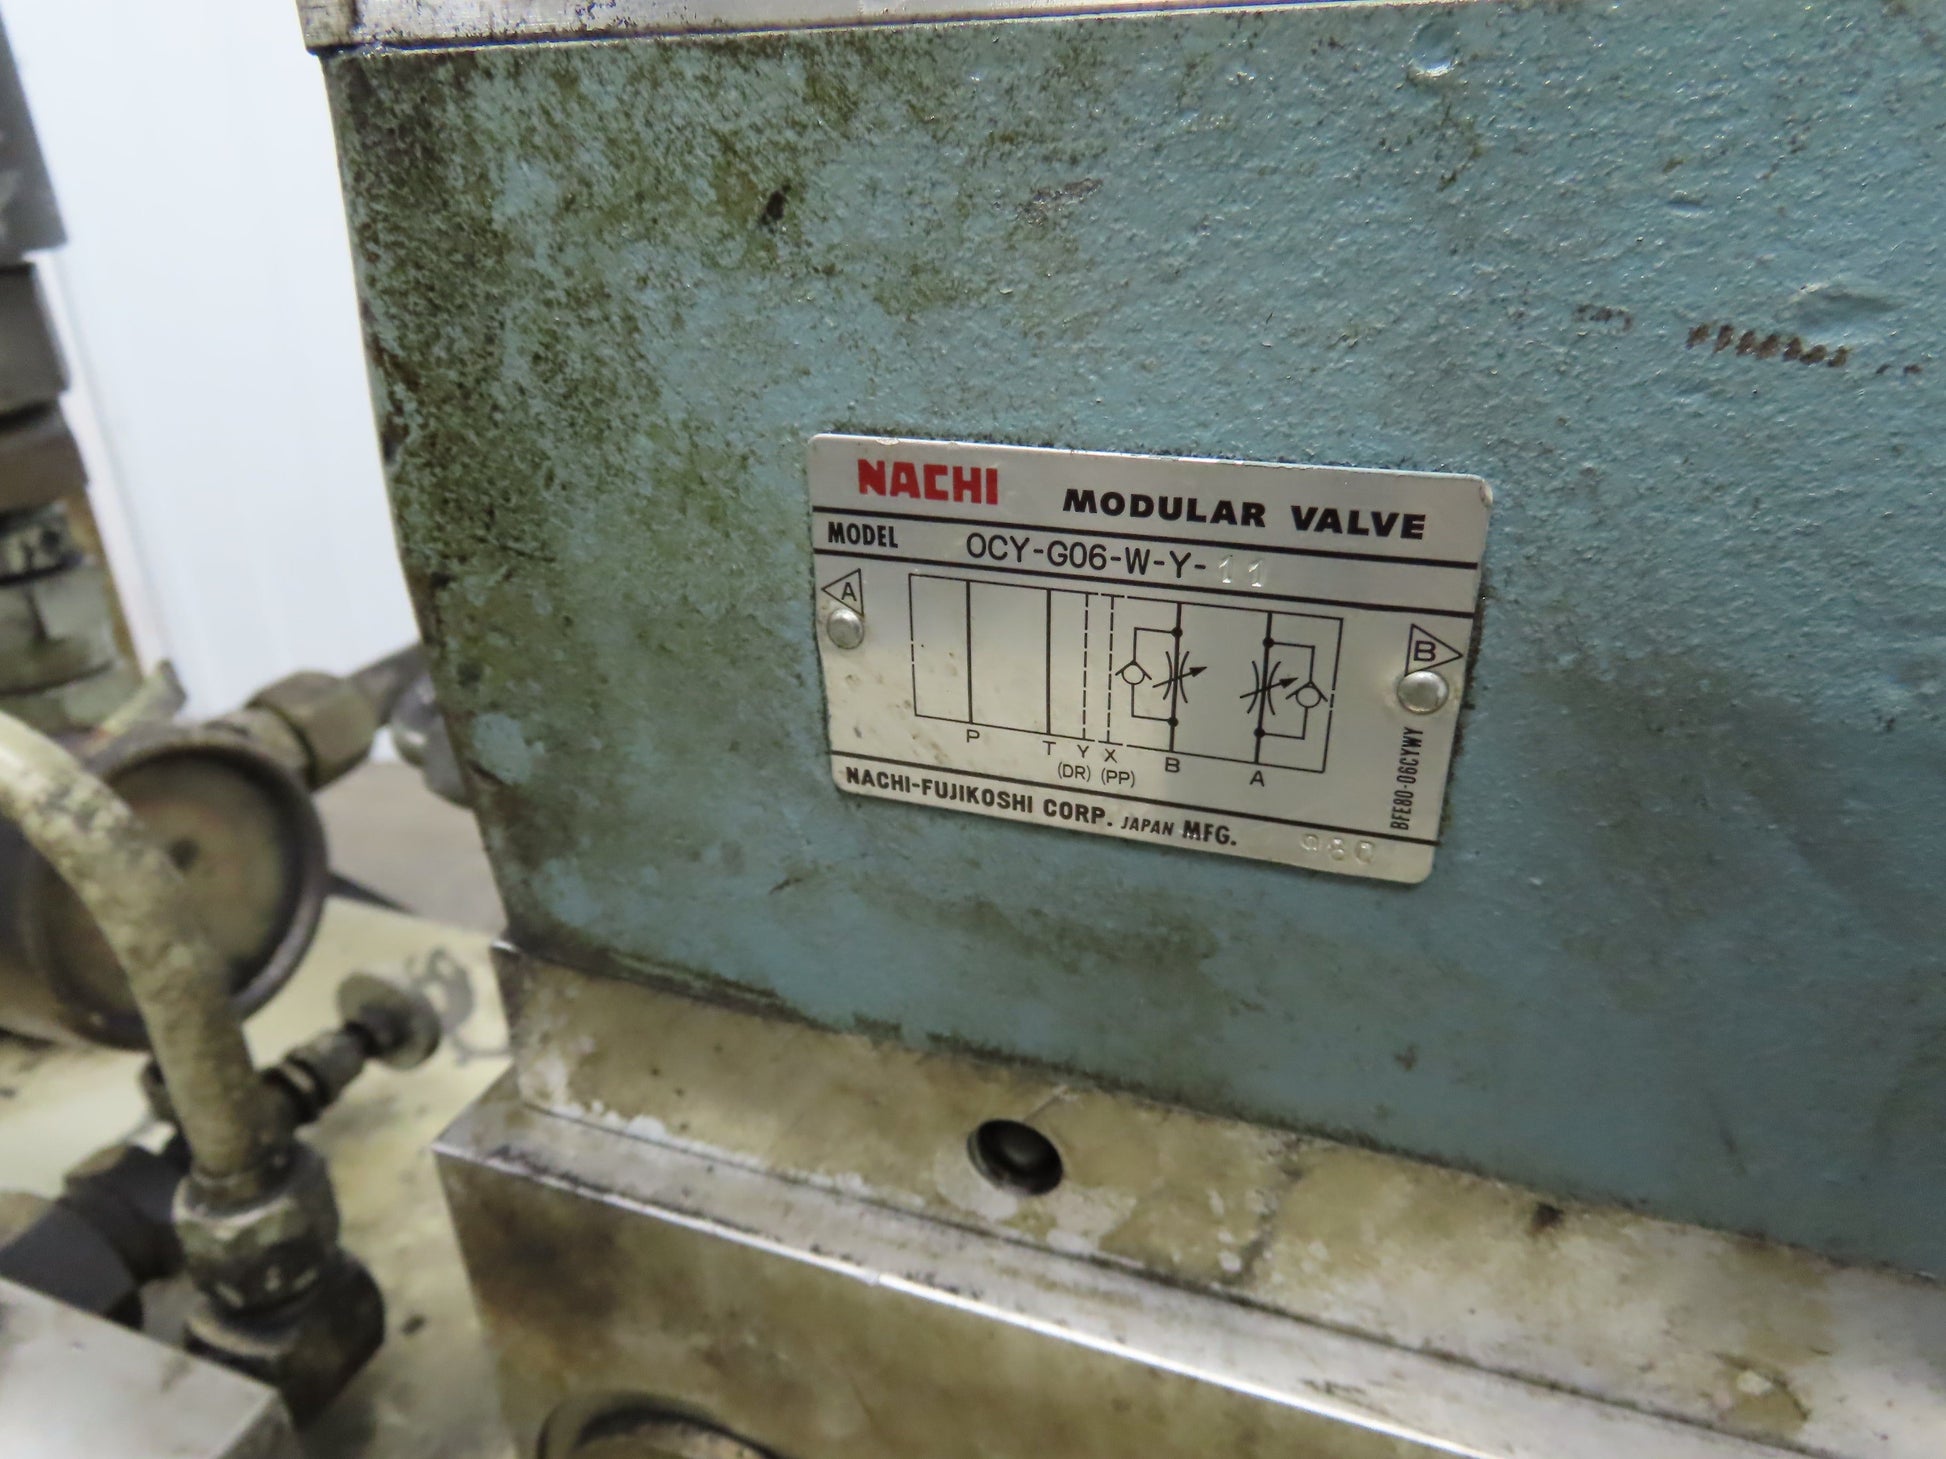 NACHI MODULAR VALVE
MODEL OCY-G06-W-Y-11
A
B
P T Y X B A
(DR) (PP)
BFE80-06CYWY
NACHI-FUJIKOSHI CORP. JAPAN MFG.